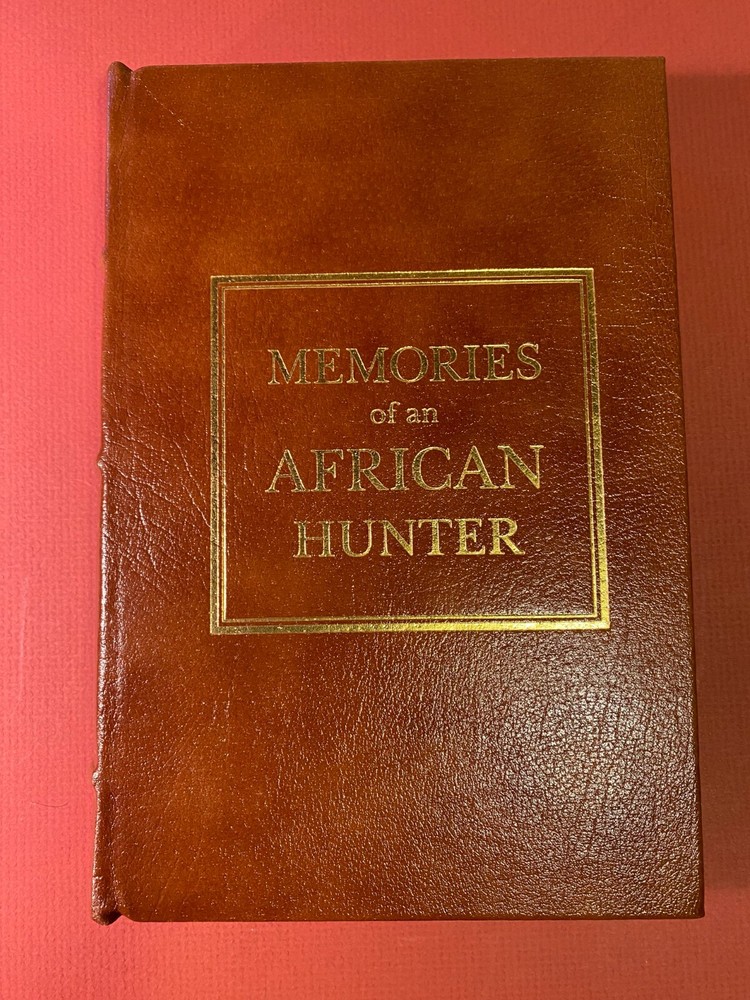 MEMORIES
of an
AFRICAN
HUNTER